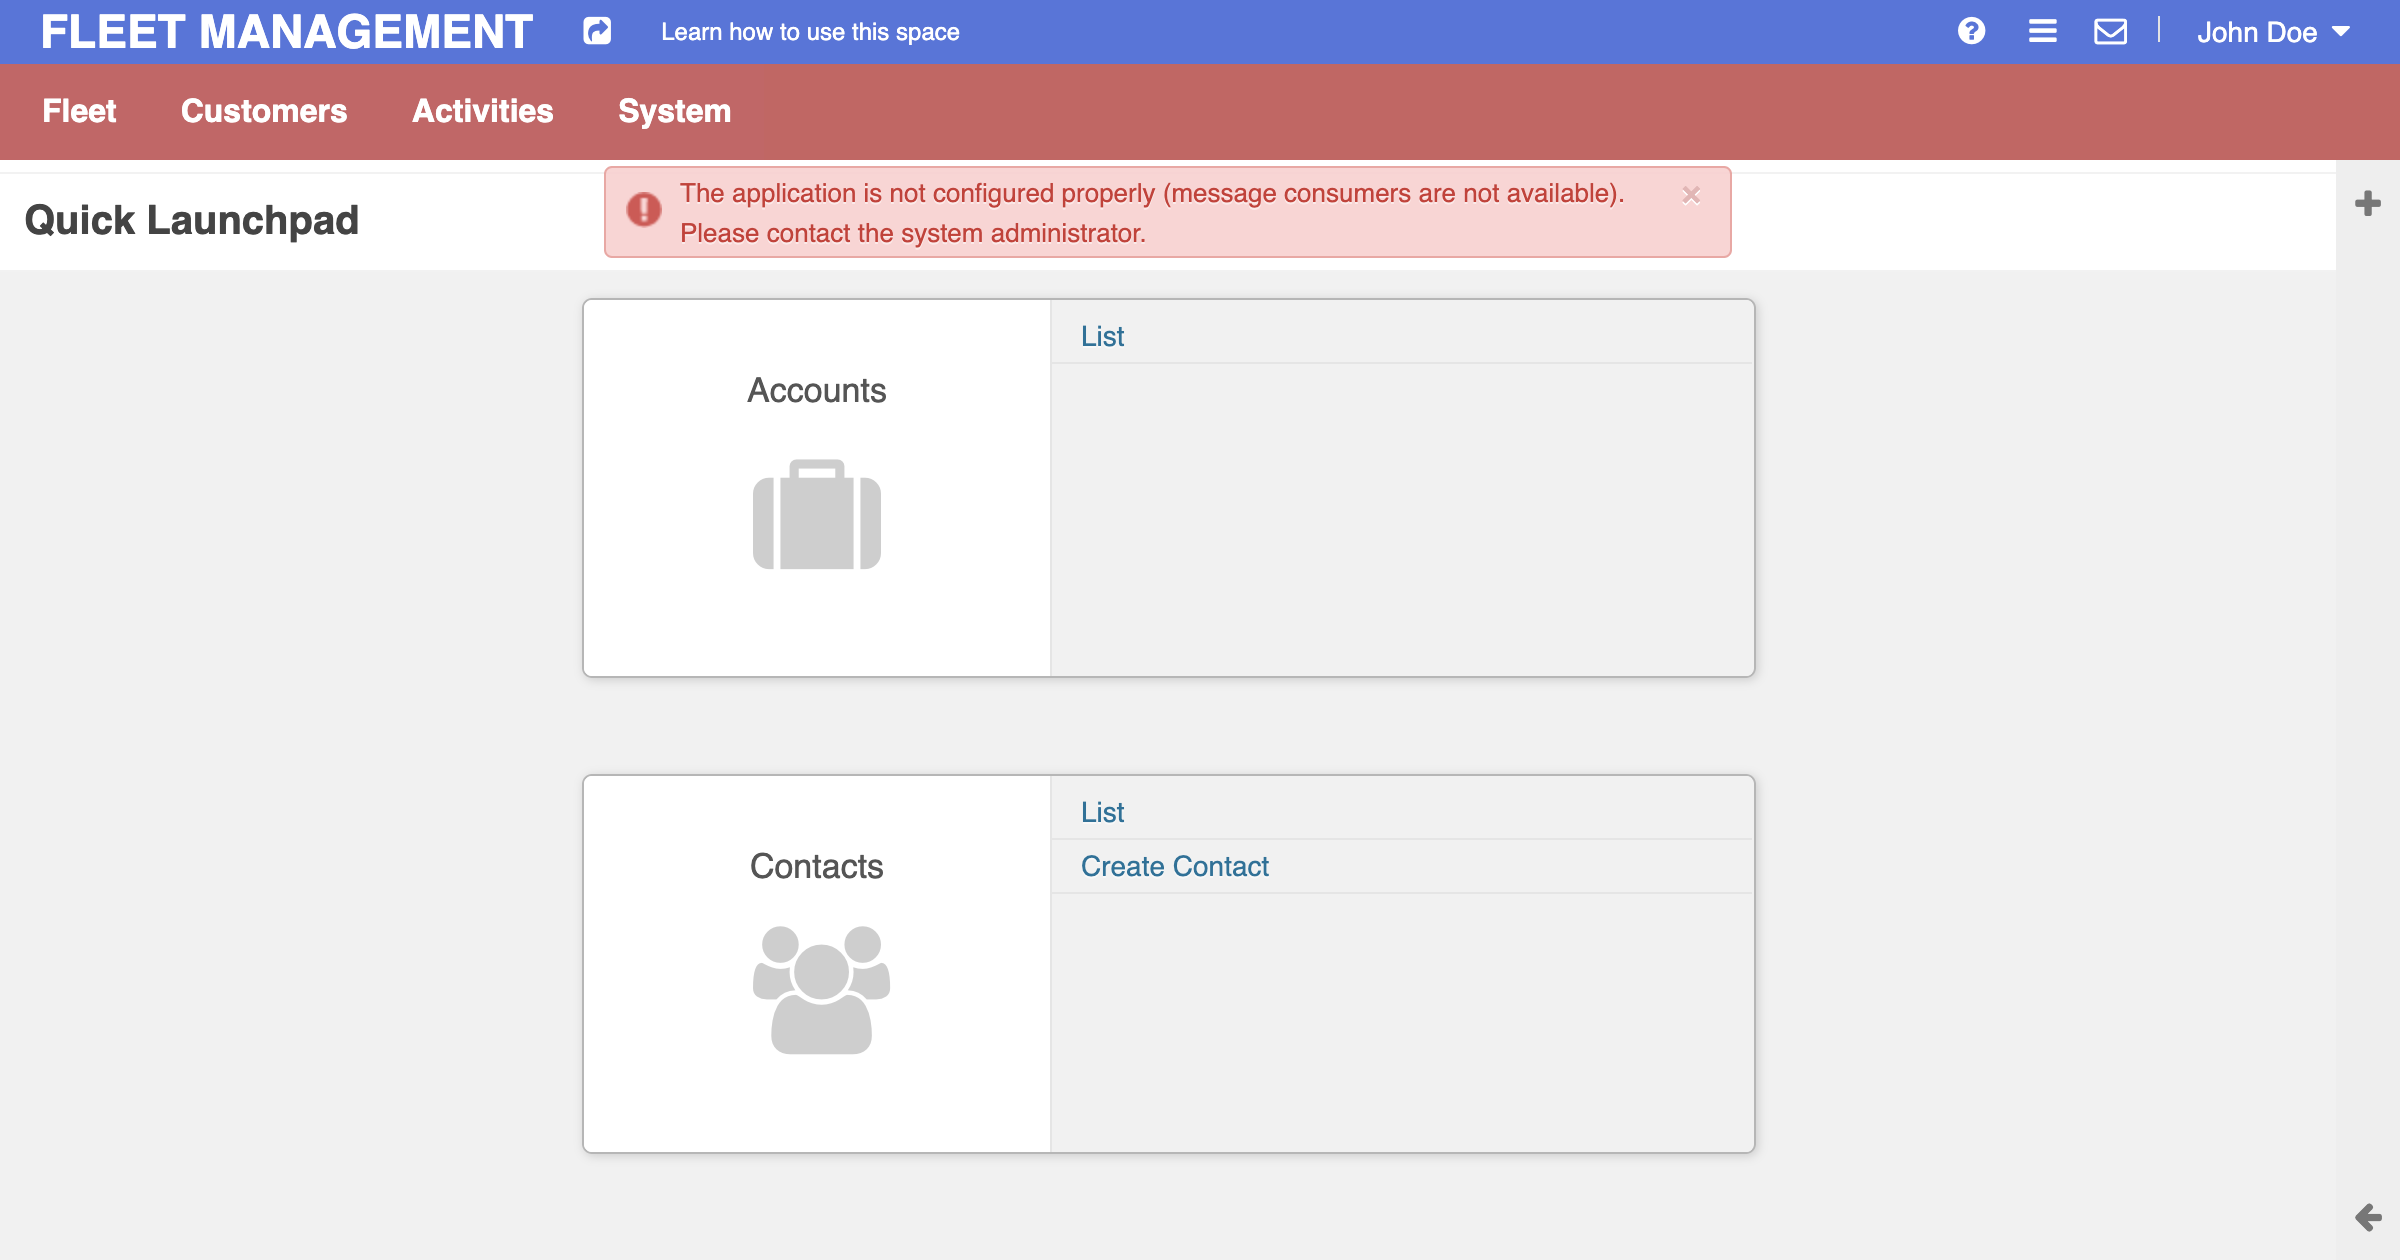 FLEET MANAGEMENT
Learn how to use this space
John Doe
Fleet
Customers
Activities
System
Quick Launchpad
The application is not configured properly (message consumers are not available).
Please contact the system administrator.
Accounts
List
Contacts
List
Create Contact